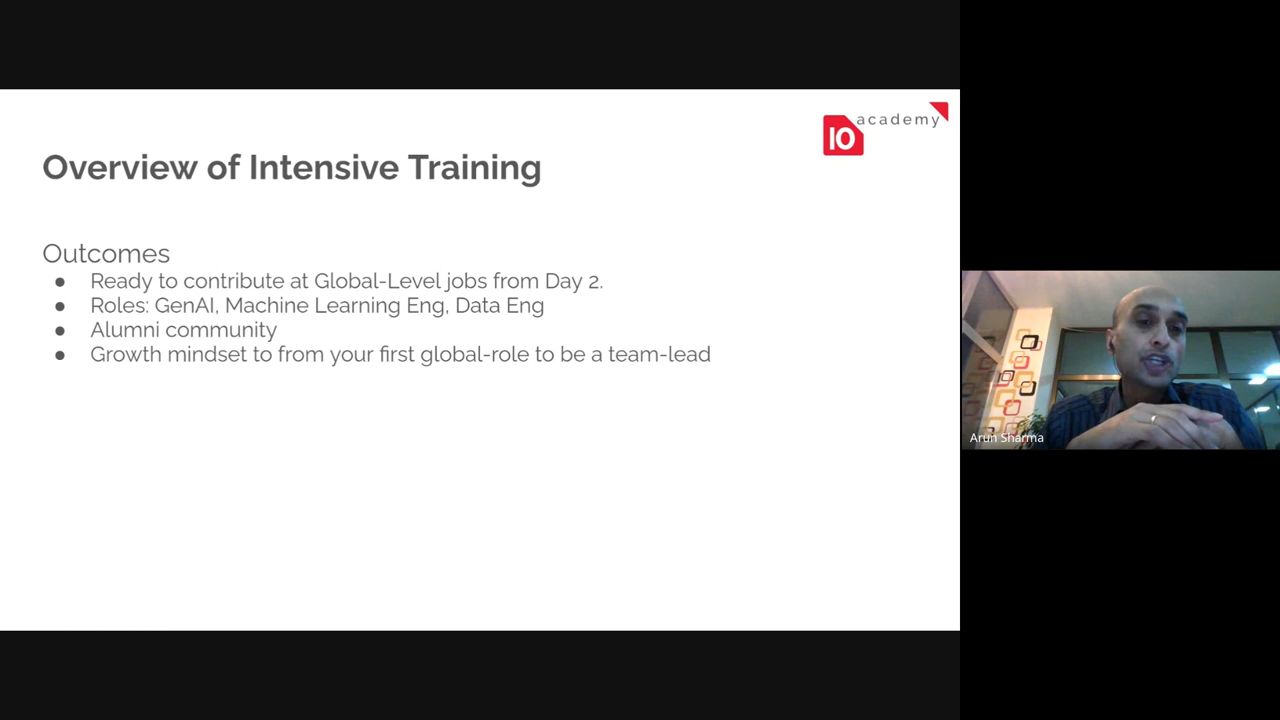 10 academy
Overview of Intensive Training
Outcomes
● Ready to contribute at Global-Level jobs from Day 2.
● Roles: GenAI, Machine Learning Eng, Data Eng
● Alumni community
● Growth mindset to from your first global-role to be a team-lead
Arun Sharma